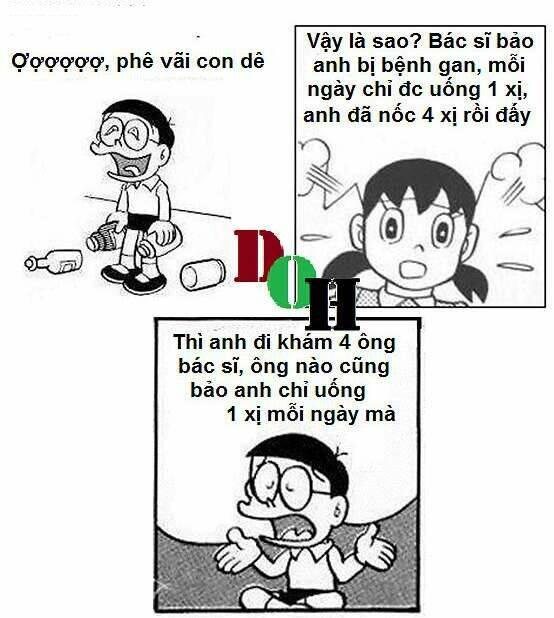 Ợợợợợợ, phê vãi con dê
Vậy là sao? Bác sĩ bảo
anh bị bệnh gan, mỗi
ngày chỉ đc uống 1 xị,
anh đã nốc 4 xị rồi đấy
DOH
Thì anh đi khám 4 ông
bác sĩ, ông nào cũng
bảo anh chỉ uống
1 xị mỗi ngày mà